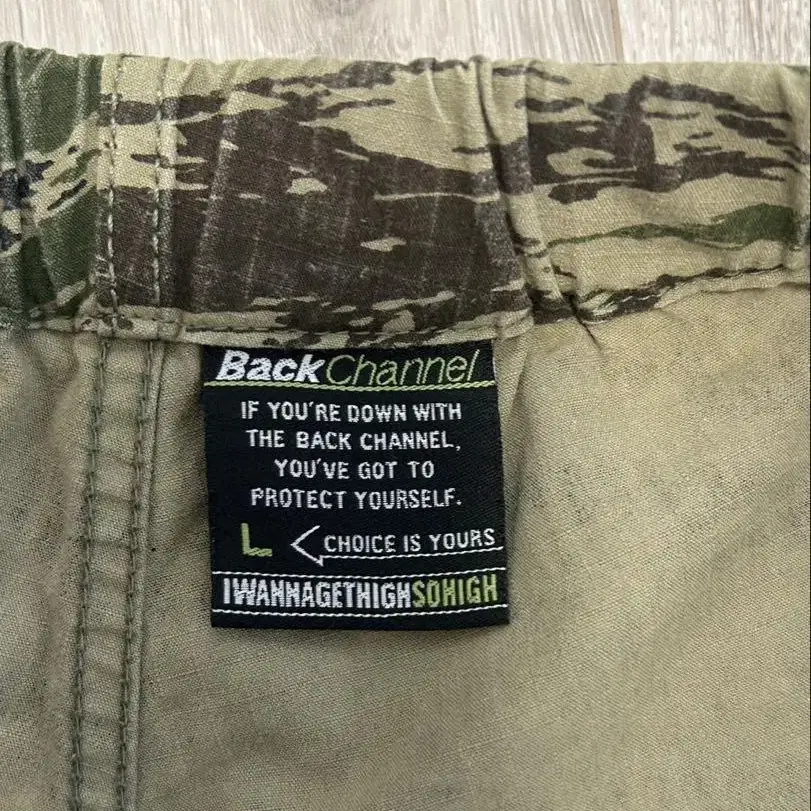 BackChannel
IF YOU'RE DOWN WITH
THE BACK CHANNEL,
YOU'VE GOT TO
PROTECT YOURSELF.
L CHOICE IS YOURS
IWANNAGETHIGHSOHIGH